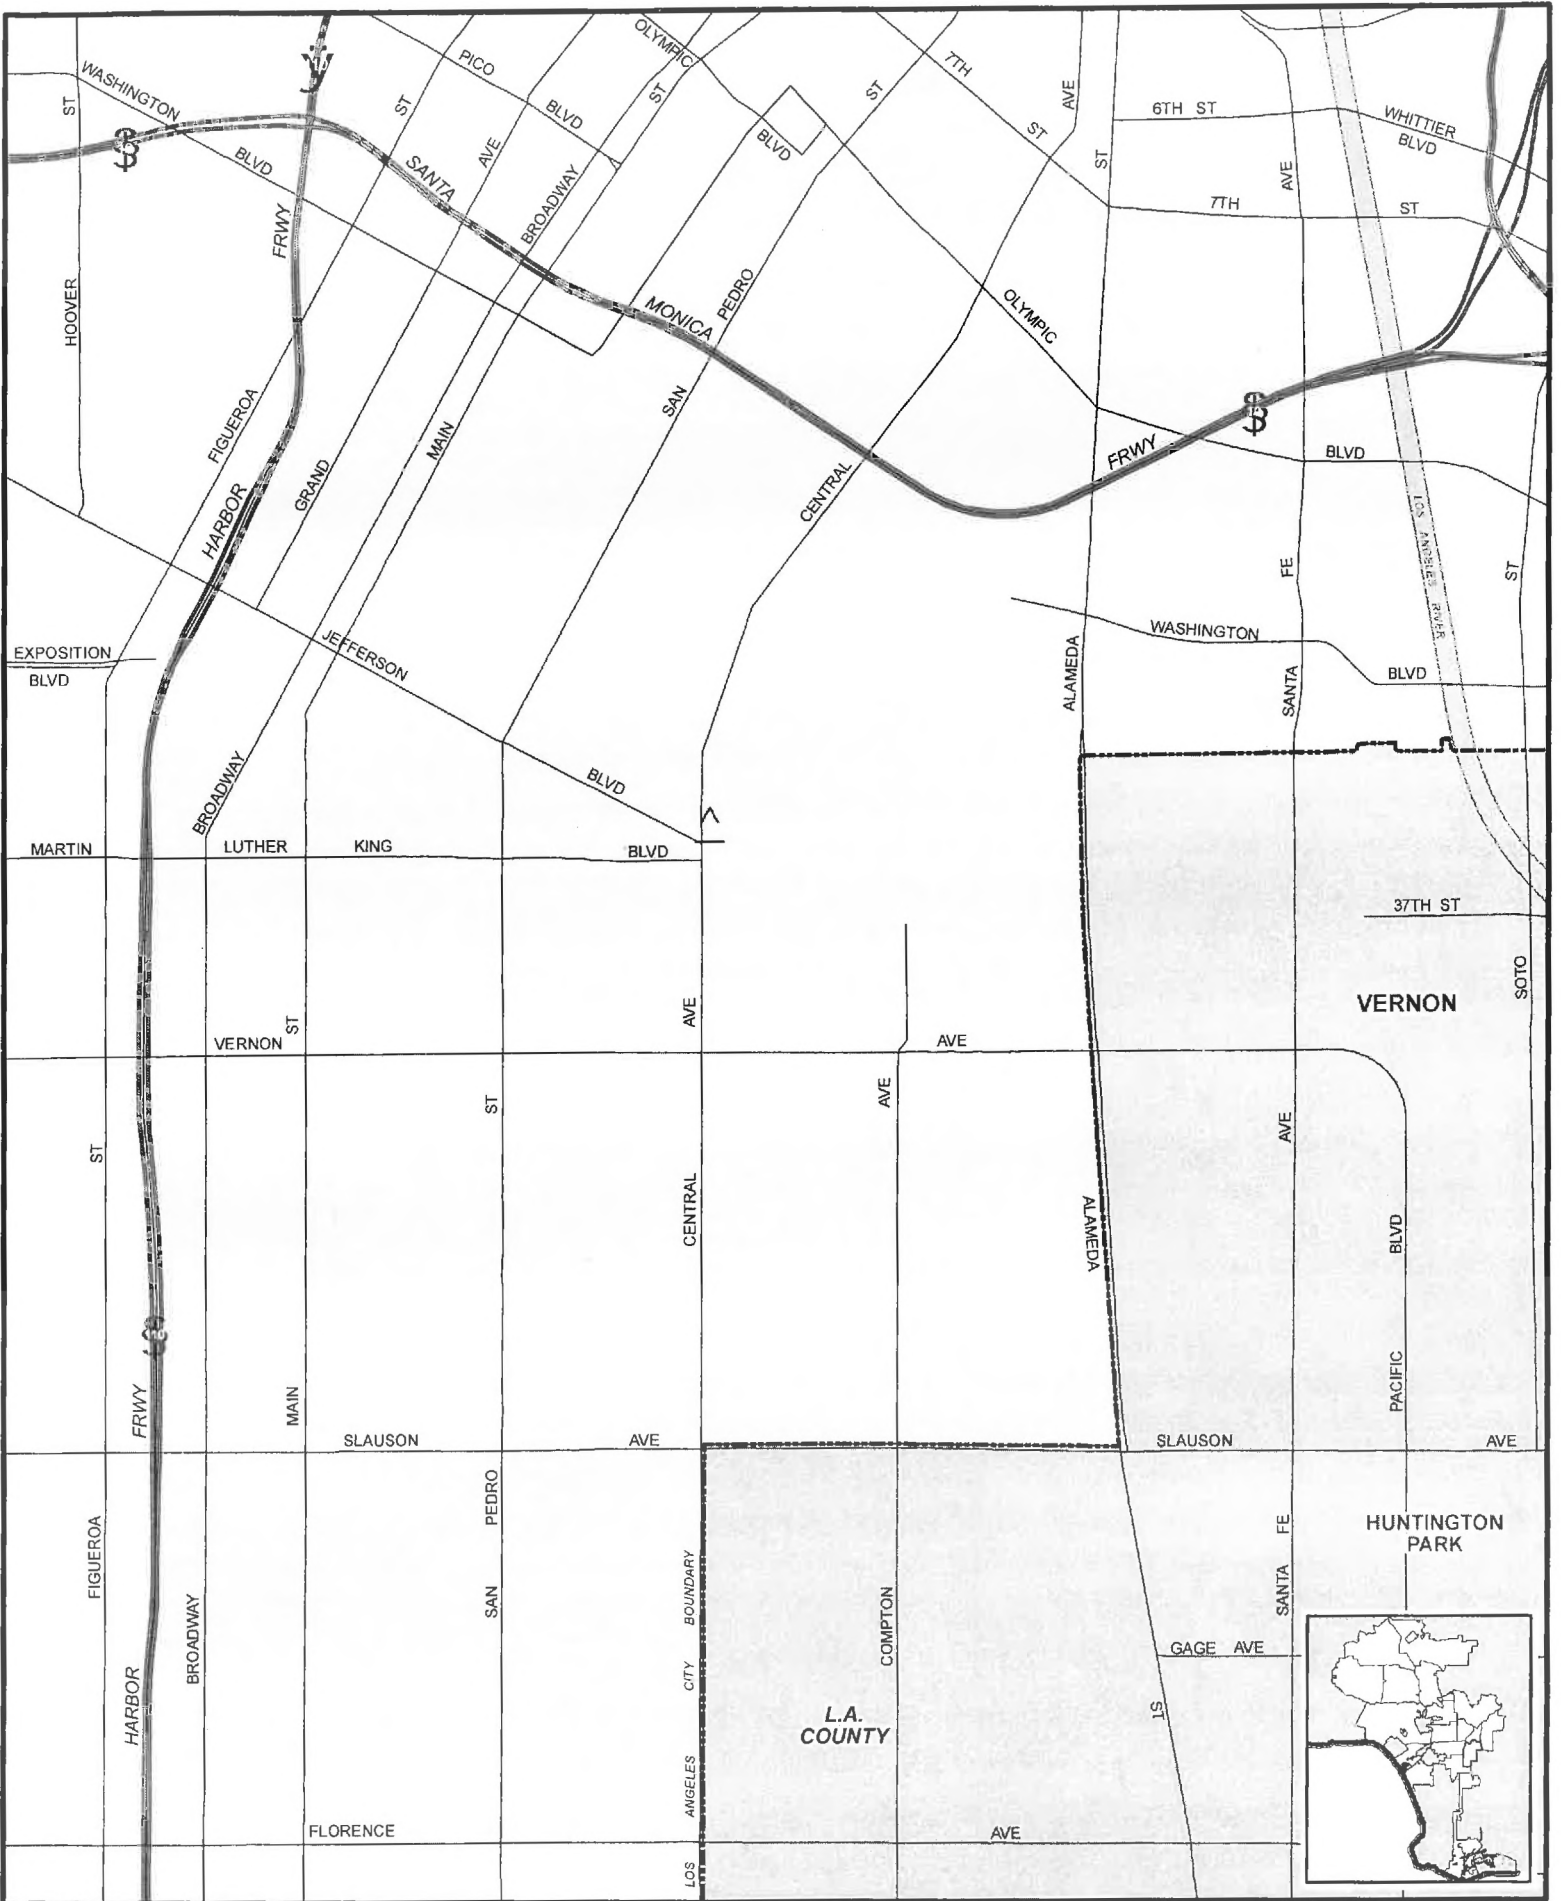 PICO
BLVD
OLYMPIC
BLVD
7TH
ST
AVE
ST
ST
WASHINGTON
BLVD
ST
HOOVER
FRWY
ST
AVE
SANTA
MONICA
FRWY
BROADWAY
ST
6TH ST
WHITTIER
BLVD
AVE
7TH
ST
OLYMPIC
BLVD
PEDRO
SAN
FIGUEROA
HARBOR
GRAND
MAIN
CENTRAL
LOS ANGELES RIVER
FE
SANTA
ST
WASHINGTON
BLVD
ALAMEDA
EXPOSITION
BLVD
JEFFERSON
BLVD
BROADWAY
MARTIN
LUTHER
KING
BLVD
37TH ST
VERNON
SOTO
AVE
ST
VERNON
AVE
AVE
ST
ST
AVE
CENTRAL
ALAMEDA
BLVD
PACIFIC
FRWY
MAIN
SLAUSON
AVE
SLAUSON
AVE
PEDRO
SAN
FIGUEROA
BROADWAY
HARBOR
LOS ANGELES CITY BOUNDARY
COMPTON
L.A.
COUNTY
FE
SANTA
HUNTINGTON
PARK
GAGE AVE
ST
FLORENCE
AVE